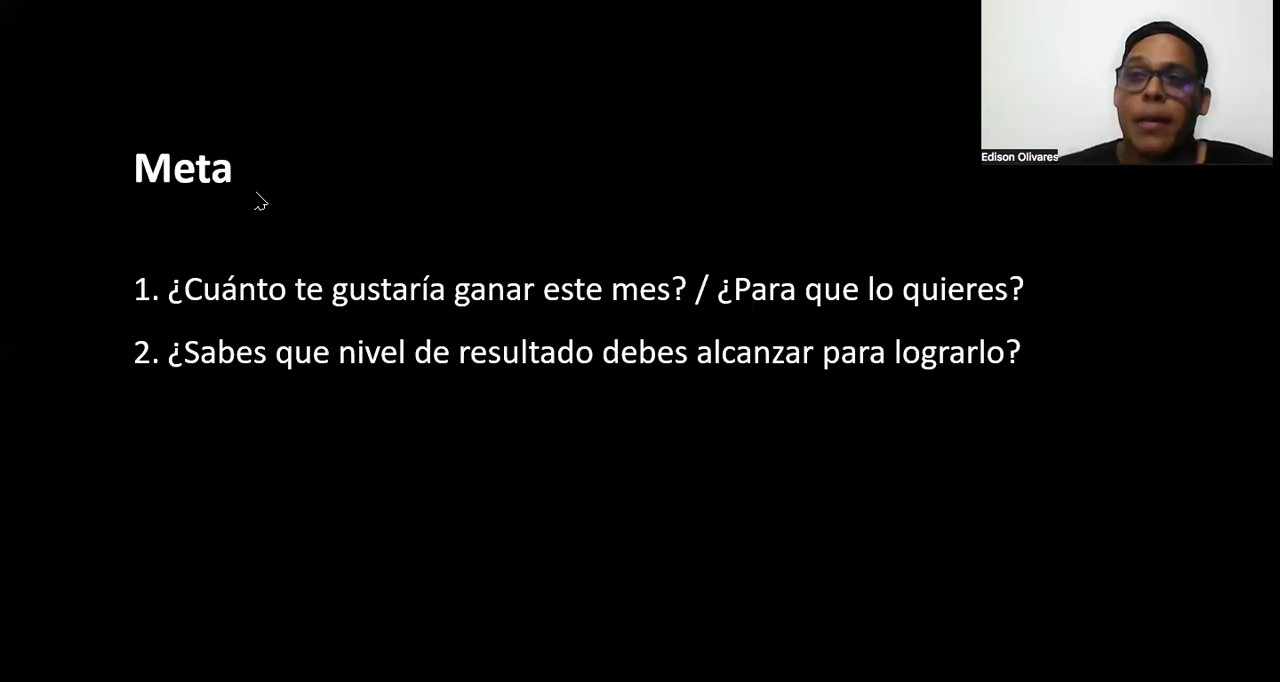 Meta
1. ¿Cuánto te gustaría ganar este mes? / ¿Para que lo quieres?
2. ¿Sabes que nivel de resultado debes alcanzar para lograrlo?
Edison Olivares